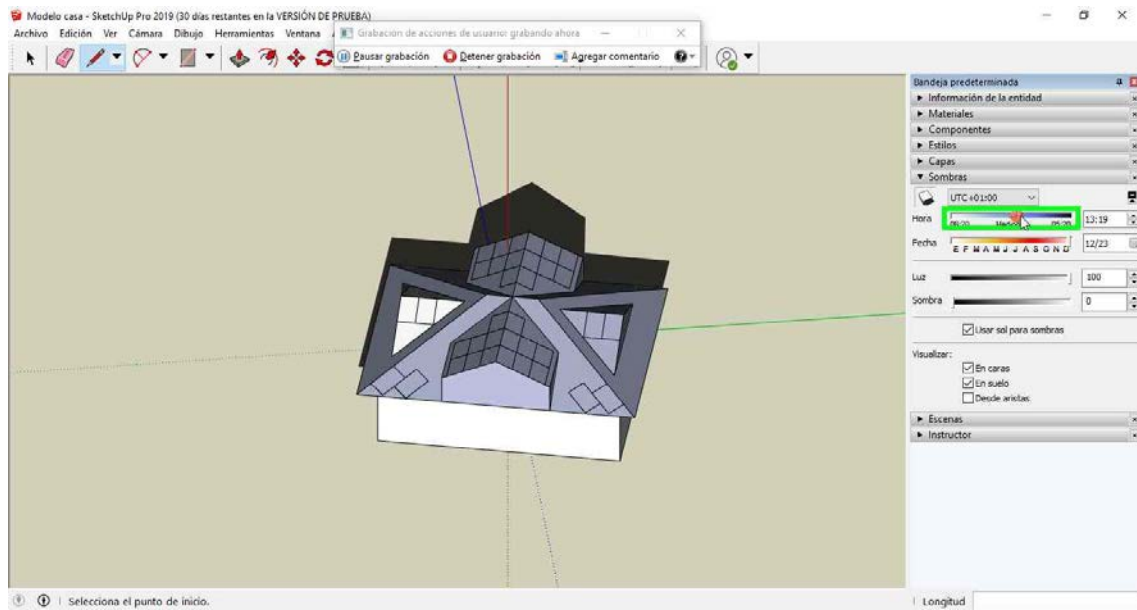 Modelo casa - SketchUp Pro 2019 (30 días restantes en la VERSIÓN DE PRUEBA)
Archivo Edición Ver Cámara Dibujo Herramientas Ventana
Grabación de acciones de usuario: grabando ahora
Pausar grabación Detener grabación Agregar comentario
Bandeja predeterminada
Información de la entidad
Materiales
Componentes
Estilos
Capas
Sombras
UTC+01:00
Hora 13:19
Fecha E F M A M J J A S O N D 12/23
Luz 100
Sombra 0
Usar sol para sombras
Visualizar:
En caras
En suelo
Desde aristas
Escenas
Instructor
Selecciona el punto de inicio.
Longitud